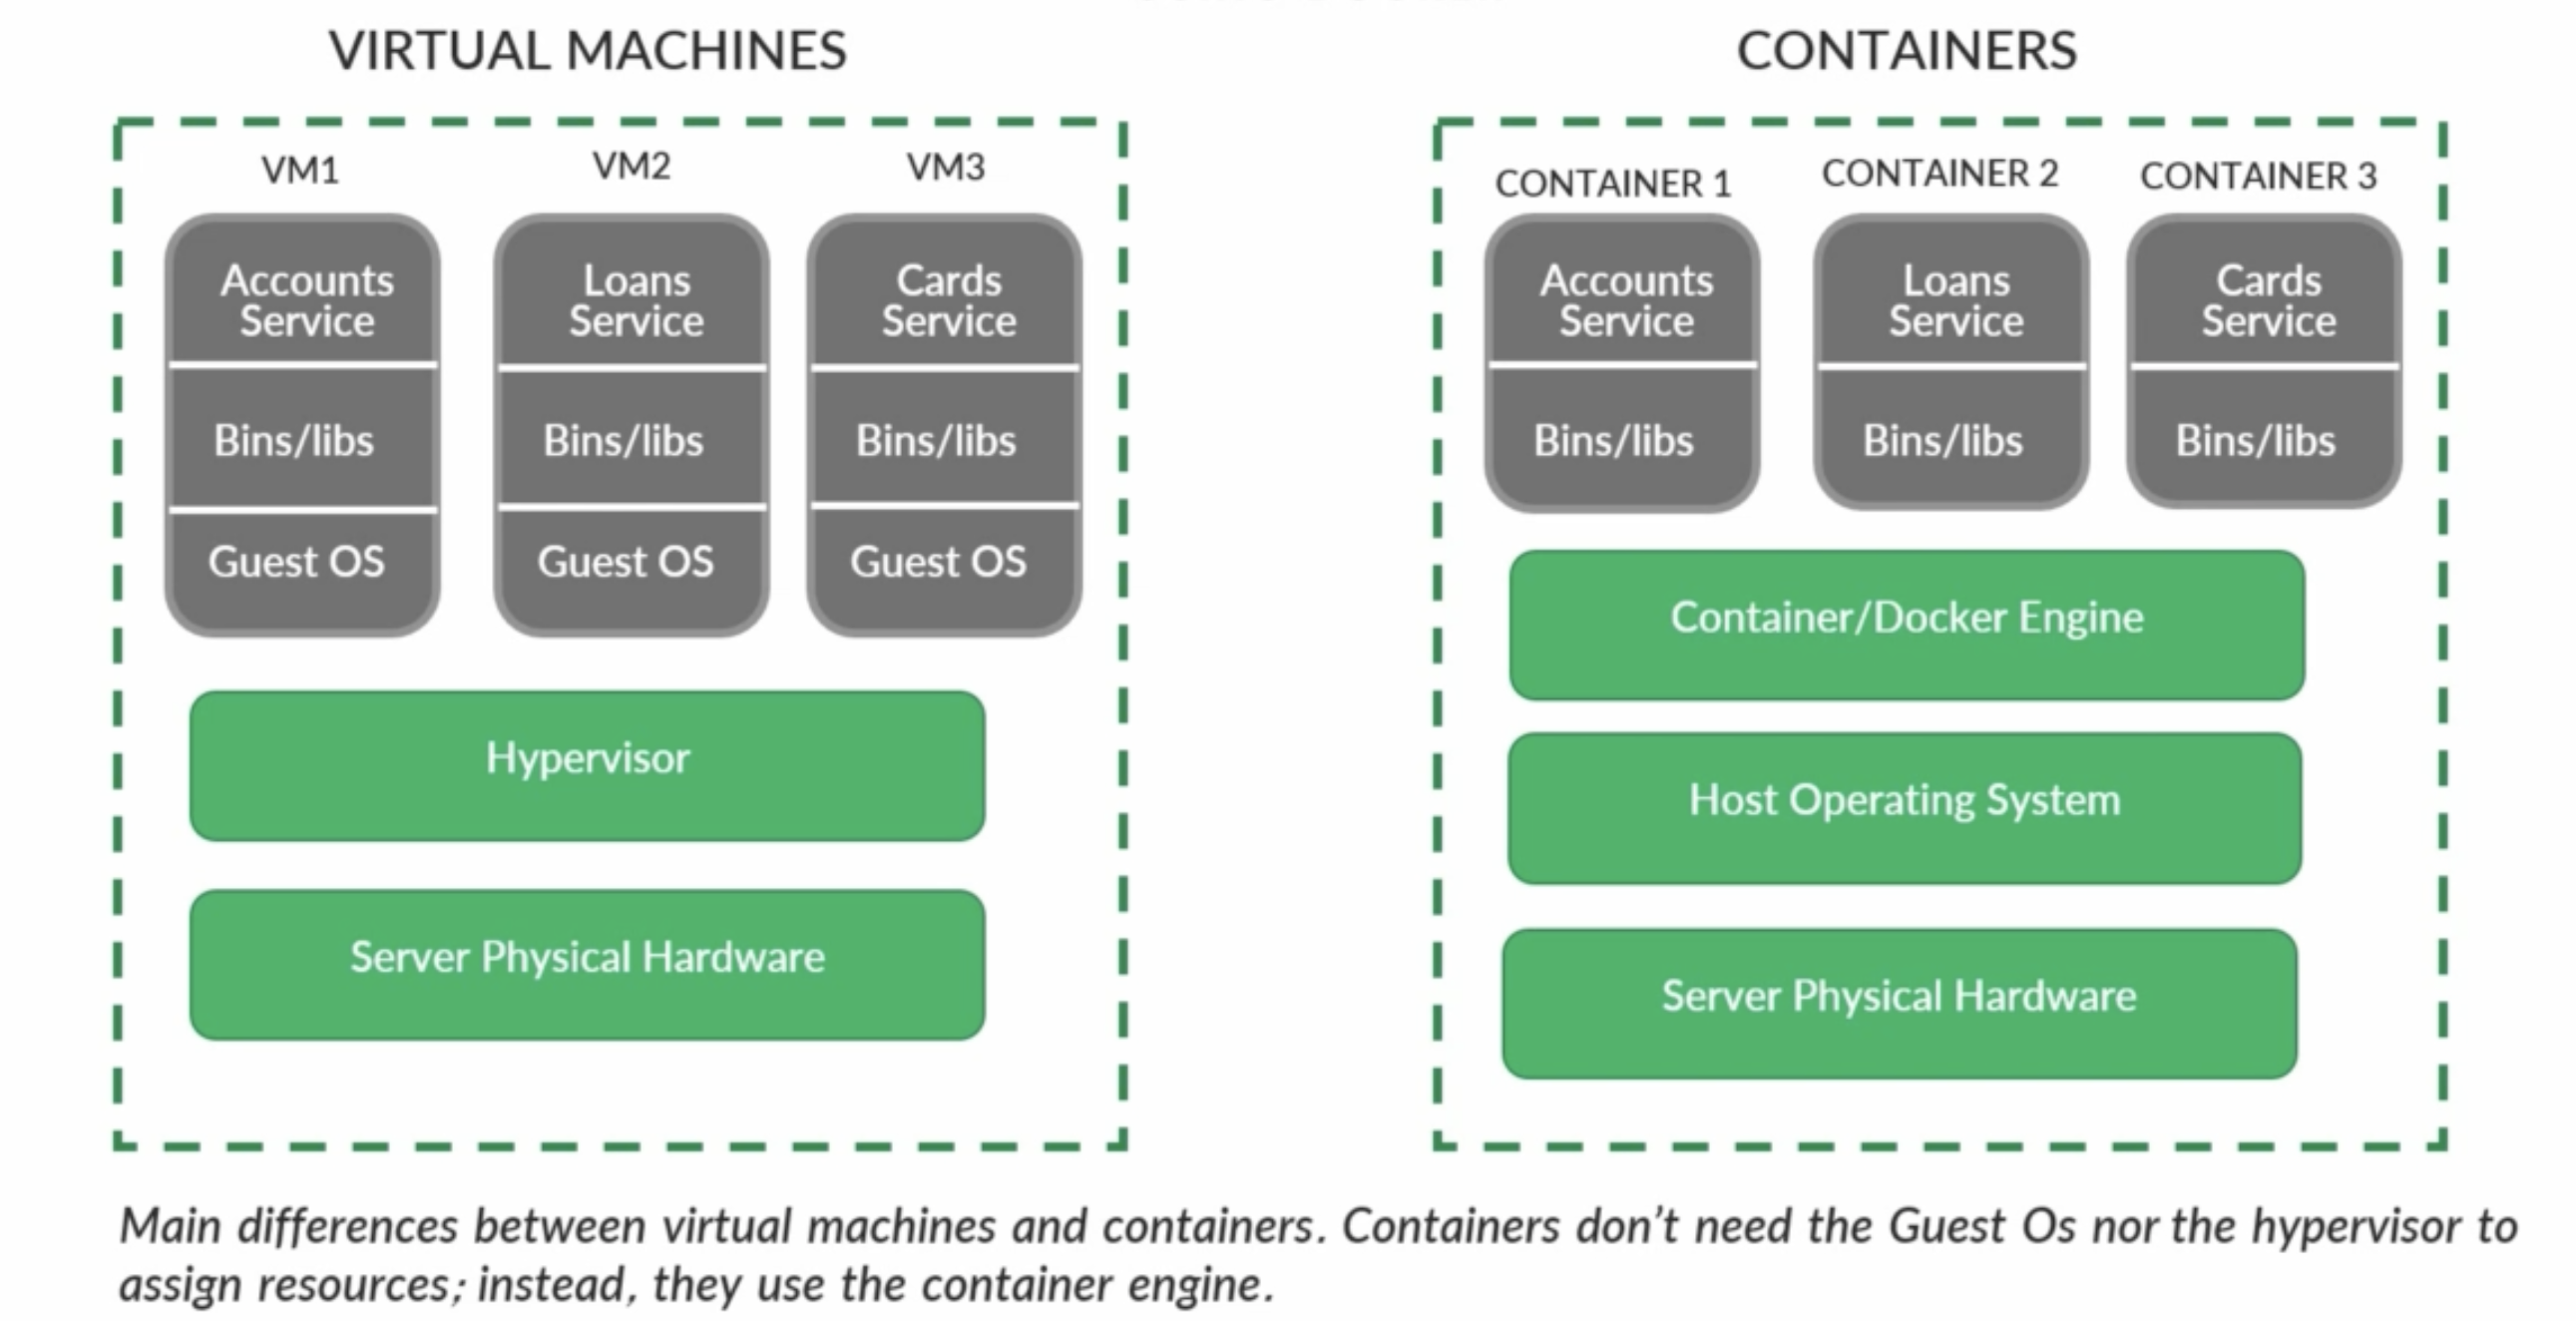 VIRTUAL MACHINES
VM1
VM2
VM3
Accounts
Service
Bins/libs
Guest OS
Loans
Service
Bins/libs
Guest OS
Cards
Service
Bins/libs
Guest OS
Hypervisor
Server Physical Hardware
CONTAINERS
CONTAINER 1
CONTAINER 2
CONTAINER 3
Accounts
Service
Bins/libs
Loans
Service
Bins/libs
Cards
Service
Bins/libs
Container/Docker Engine
Host Operating System
Server Physical Hardware
Main differences between virtual machines and containers. Containers don't need the Guest Os nor the hypervisor to
assign resources; instead, they use the container engine.